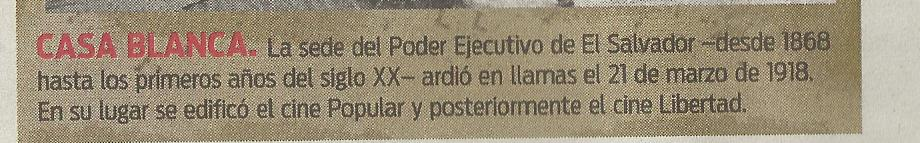 CASA BLANCA. La sede del Poder Ejecutivo de El Salvador –desde 1868
hasta los primeros años del siglo XX– ardió en llamas el 21 de marzo de 1918.
En su lugar se edificó el cine Popular y posteriormente el cine Libertad.